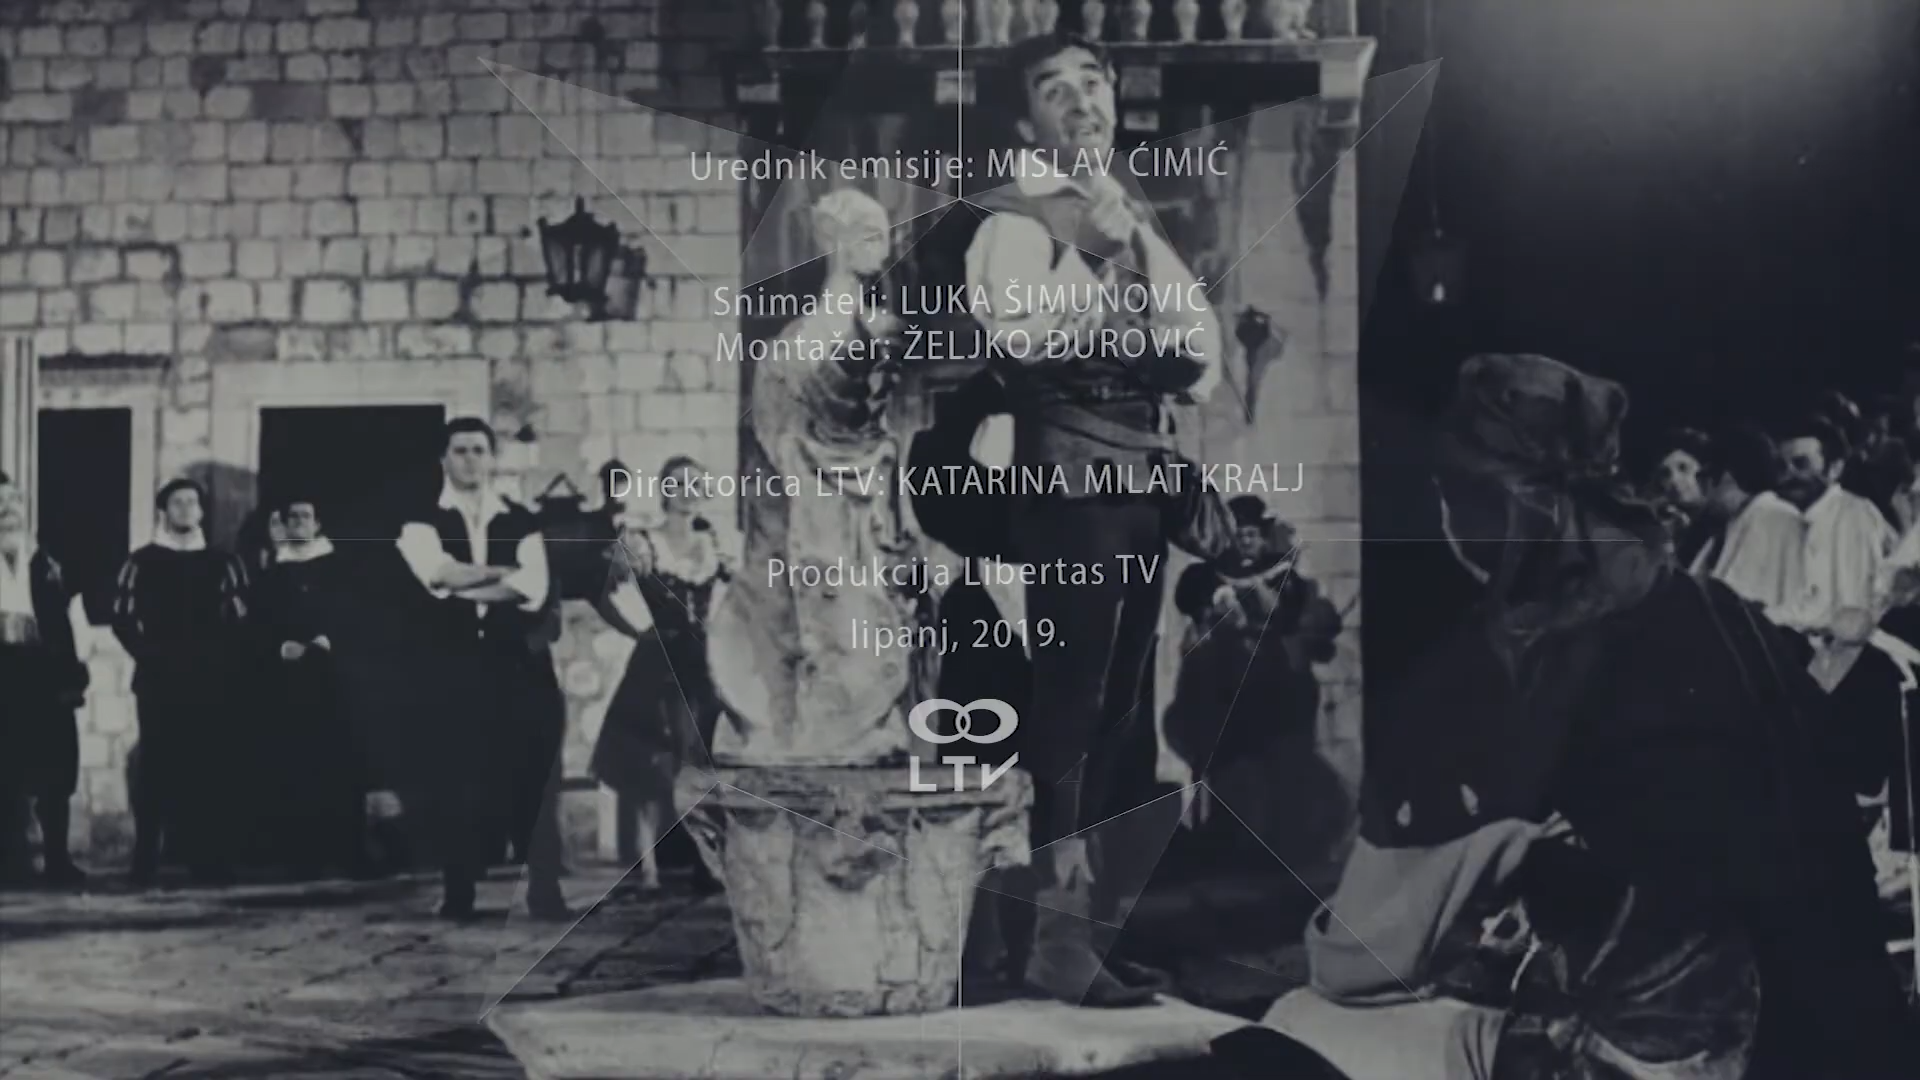 Urednik emisije: MISLAV ĆIMIĆ
Snimatelj: LUKA ŠIMUNOVIĆ
Montažer: ŽELJKO ĐUROVIĆ
Direktorica LTV: KATARINA MILAT KRALJ
Produkcija Libertas TV
lipanj, 2019.
LTV